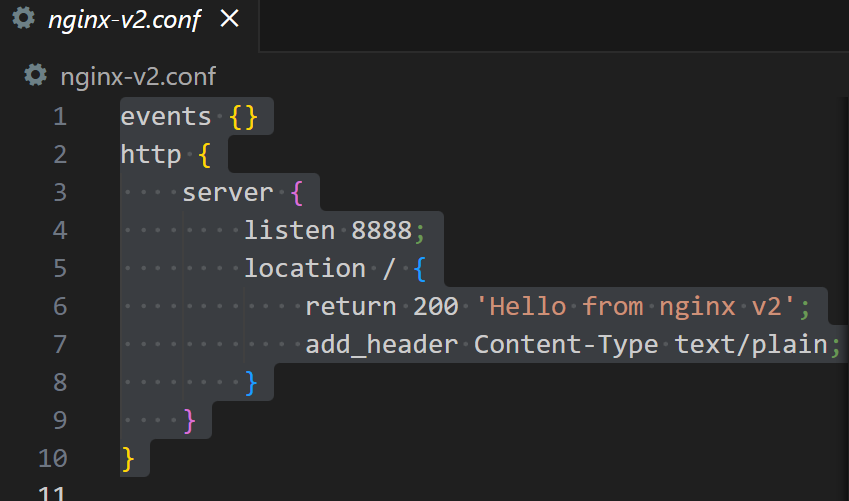 nginx-v2.conf
nginx-v2.conf
1 events {}
2 http {
3     server {
4         listen 8888;
5         location / {
6             return 200 'Hello from nginx v2';
7             add_header Content-Type text/plain;
8         }
9     }
10 }
11